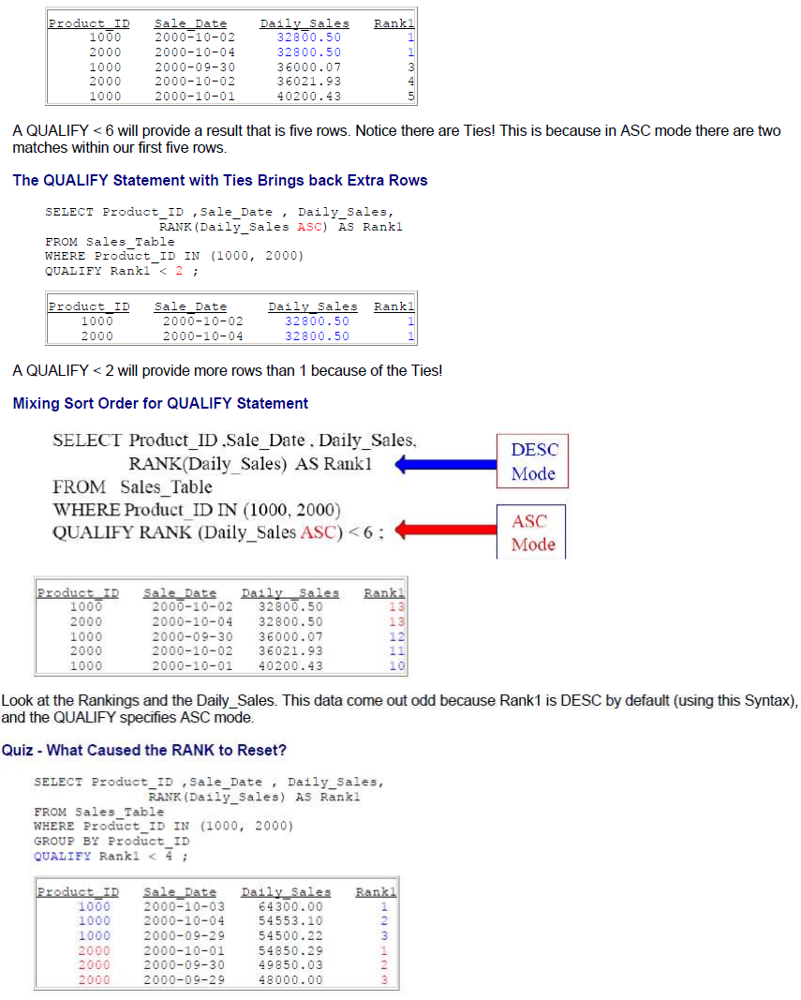 Product_ID Sale_Date Daily_Sales Rank1
1000 2000-10-02 32800.50 1
2000 2000-10-04 32800.50 1
1000 2000-09-30 36000.07 3
2000 2000-10-02 36021.93 4
1000 2000-10-01 40200.43 5
A QUALIFY < 6 will provide a result that is five rows. Notice there are Ties! This is because in ASC mode there are two
matches within our first five rows.
The QUALIFY Statement with Ties Brings back Extra Rows
SELECT Product_ID ,Sale_Date , Daily_Sales,
RANK(Daily_Sales ASC) AS Rank1
FROM Sales_Table
WHERE Product_ID IN (1000, 2000)
QUALIFY Rank1 < 2 ;
Product_ID Sale_Date Daily_Sales Rank1
1000 2000-10-02 32800.50 1
2000 2000-10-04 32800.50 1
A QUALIFY < 2 will provide more rows than 1 because of the Ties!
Mixing Sort Order for QUALIFY Statement
SELECT Product_ID ,Sale_Date , Daily_Sales,
RANK(Daily_Sales) AS Rank1
DESC
Mode
FROM Sales_Table
WHERE Product_ID IN (1000, 2000)
QUALIFY RANK (Daily_Sales ASC) < 6 ;
ASC
Mode
Product_ID Sale_Date Daily__Sales Rank1
1000 2000-10-02 32800.50 13
2000 2000-10-04 32800.50 13
1000 2000-09-30 36000.07 12
2000 2000-10-02 36021.93 11
1000 2000-10-01 40200.43 10
Look at the Rankings and the Daily_Sales. This data come out odd because Rank1 is DESC by default (using this Syntax),
and the QUALIFY specifies ASC mode.
Quiz - What Caused the RANK to Reset?
SELECT Product_ID ,Sale_Date , Daily_Sales,
RANK(Daily_Sales) AS Rank1
FROM Sales_Table
WHERE Product_ID IN (1000, 2000)
GROUP BY Product_ID
QUALIFY Rank1 < 4 ;
Product_ID Sale_Date Daily_Sales Rank1
1000 2000-10-03 64300.00 1
1000 2000-10-04 54553.10 2
1000 2000-09-29 54500.22 3
2000 2000-10-01 54850.29 1
2000 2000-09-30 49850.03 2
2000 2000-09-29 48000.00 3